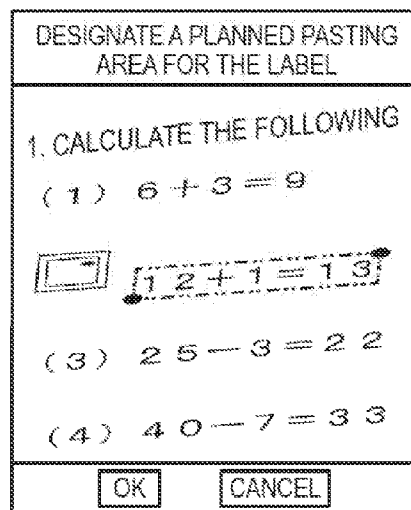 DESIGNATE A PLANNED PASTING
AREA FOR THE LABEL
1. CALCULATE THE FOLLOWING
(1) 6+3=9
12+1=13
(3) 25-3=22
(4) 40-7=33
OK CANCEL